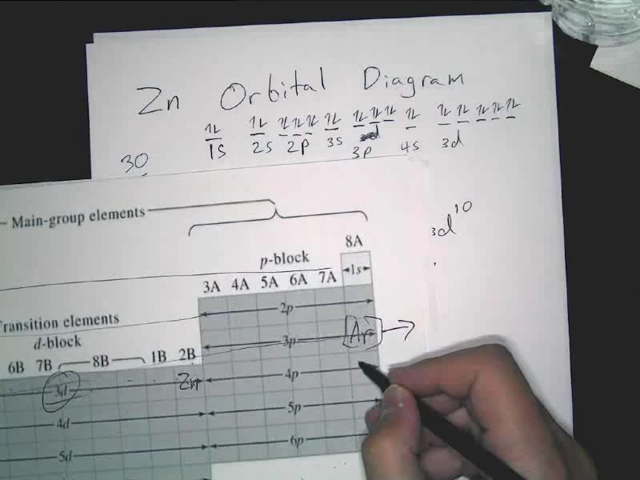 Zn Orbital Diagram
1s 2s 2p 3s 3p 4s 3d
30
Main-group elements
3d¹⁰
8A
p-block
3A 4A 5A 6A 7A 1s
2p
Transition elements
d-block
3p Ar
6B 7B 8B 1B 2B
3d Zn 4p
4d 5p
5d 6p